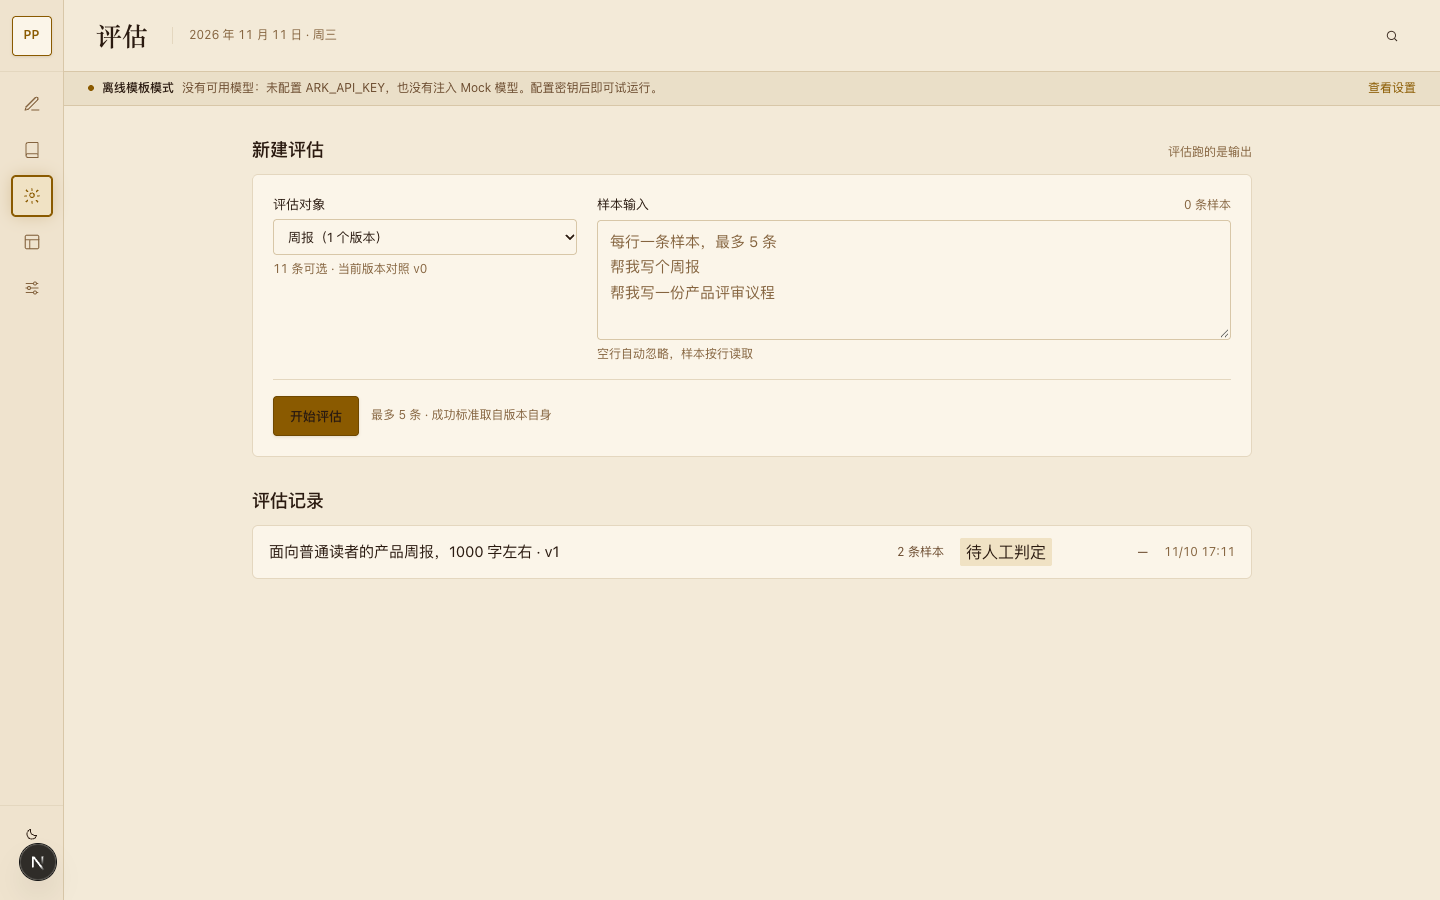 PP
评估
2026 年 11 月 11 日 · 周三
离线模板模式 没有可用模型：未配置 ARK_API_KEY，也没有注入 Mock 模型。配置密钥后即可试运行。
查看设置
新建评估
评估跑的是输出
评估对象
周报（1 个版本）
11 条可选 · 当前版本对照 v0
样本输入
0 条样本
每行一条样本，最多 5 条
帮我写个周报
帮我写一份产品评审议程
空行自动忽略，样本按行读取
开始评估
最多 5 条 · 成功标准取自版本自身
评估记录
面向普通读者的产品周报，1000 字左右 · v1
2 条样本
待人工判定
—
11/10 17:11
N